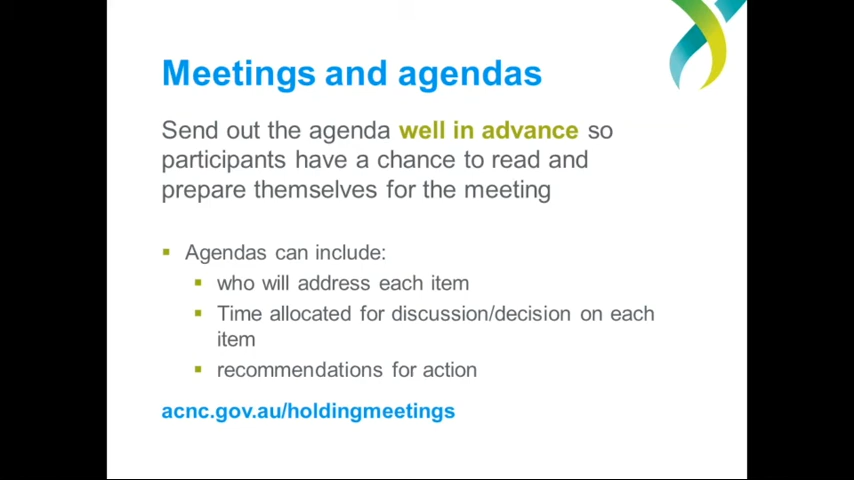 Meetings and agendas
Send out the agenda well in advance so
participants have a chance to read and
prepare themselves for the meeting
▪ Agendas can include:
▪ who will address each item
▪ Time allocated for discussion/decision on each
item
▪ recommendations for action
acnc.gov.au/holdingmeetings